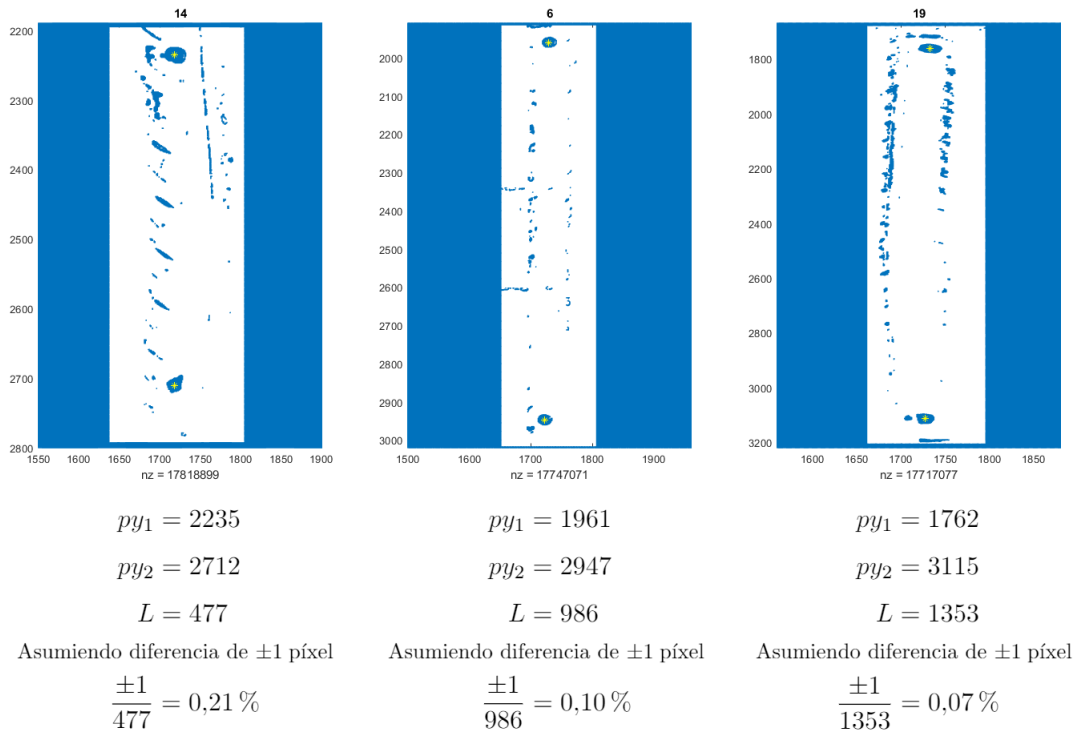 14
2200
2300
2400
2500
2600
2700
2800
1550 1600 1650 1700 1750 1800 1850 1900
nz = 17818899
py₁ = 2235
py₂ = 2712
L = 477
Asumiendo diferencia de ±1 píxel
±1/477 = 0,21 %
6
2000
2100
2200
2300
2400
2500
2600
2700
2800
2900
3000
1500 1600 1700 1800 1900
nz = 17747071
py₁ = 1961
py₂ = 2947
L = 986
Asumiendo diferencia de ±1 píxel
±1/986 = 0,10 %
19
1800
2000
2200
2400
2600
2800
3000
3200
1600 1650 1700 1750 1800 1850
nz = 17717077
py₁ = 1762
py₂ = 3115
L = 1353
Asumiendo diferencia de ±1 píxel
±1/1353 = 0,07 %